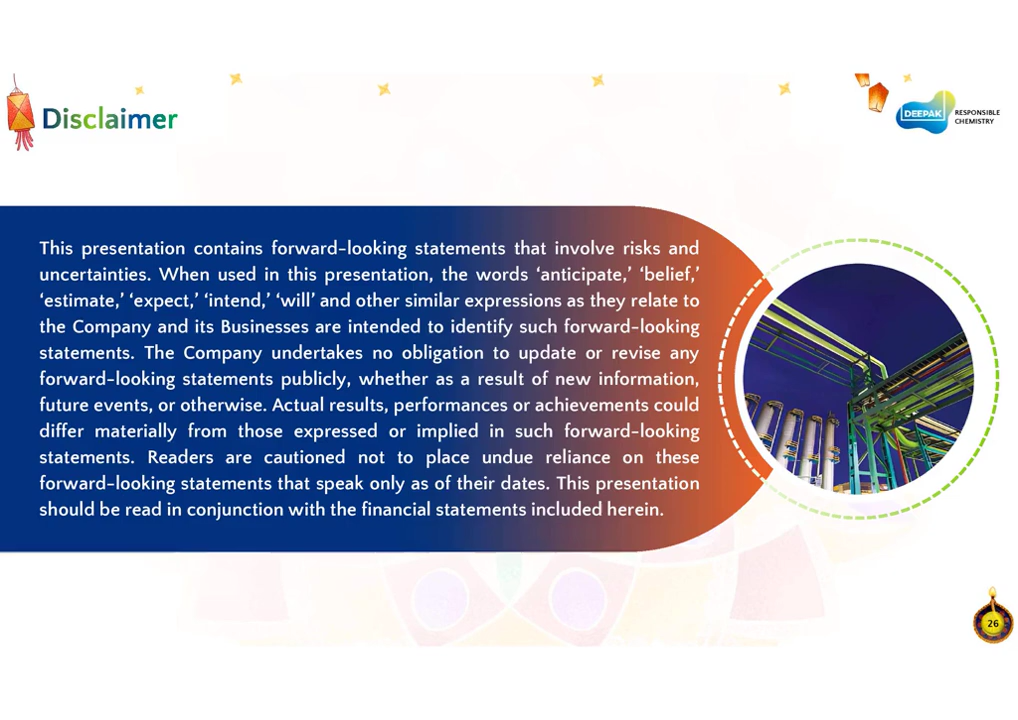 Disclaimer
DEEPAK
RESPONSIBLE
CHEMISTRY
This presentation contains forward-looking statements that involve risks and
uncertainties. When used in this presentation, the words ‘anticipate,’ ‘belief,’
‘estimate,’ ‘expect,’ ‘intend,’ ‘will’ and other similar expressions as they relate to
the Company and its Businesses are intended to identify such forward-looking
statements. The Company undertakes no obligation to update or revise any
forward-looking statements publicly, whether as a result of new information,
future events, or otherwise. Actual results, performances or achievements could
differ materially from those expressed or implied in such forward-looking
statements. Readers are cautioned not to place undue reliance on these
forward-looking statements that speak only as of their dates. This presentation
should be read in conjunction with the financial statements included herein.
26